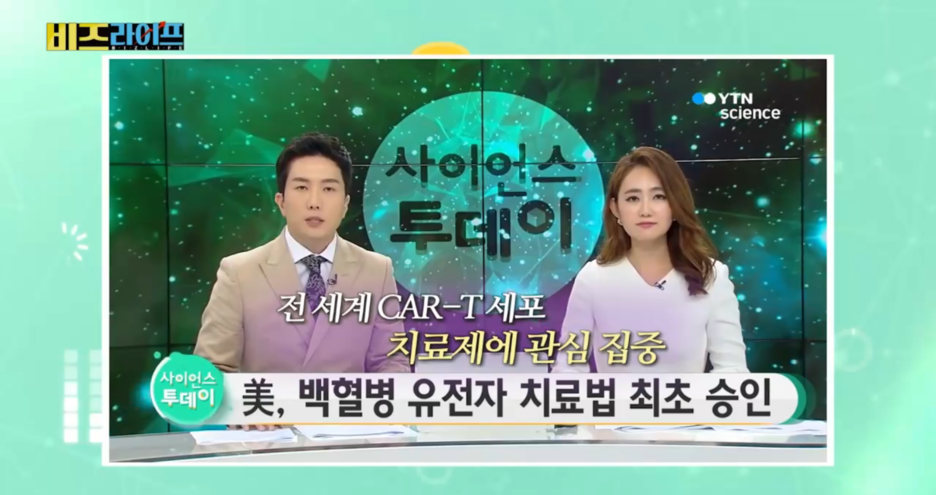 비즈라이프
BIZLIFE
YTN
science
사이언스
투데이
전 세계 CAR-T 세포
치료제에 관심 집중
사이언스
투데이
美, 백혈병 유전자 치료법 최초 승인